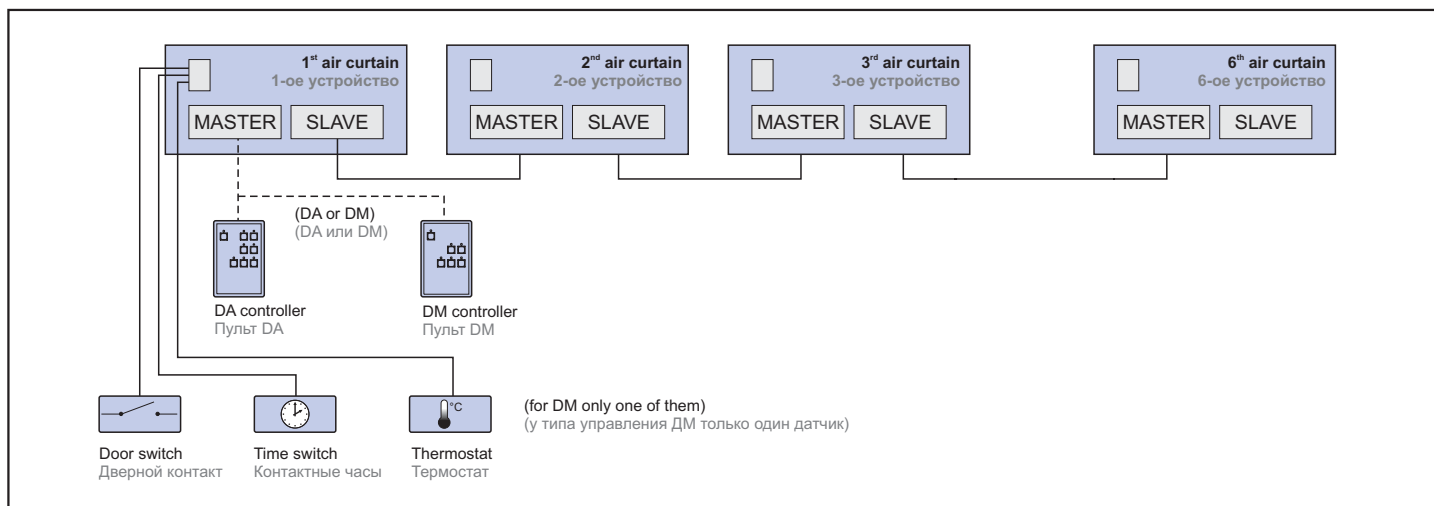 1st air curtain
1-ое устройство
MASTER
SLAVE
2nd air curtain
2-ое устройство
MASTER
SLAVE
3rd air curtain
3-ое устройство
MASTER
SLAVE
6th air curtain
6-ое устройство
MASTER
SLAVE
(DA or DM)
(DA или DM)
DA controller
Пульт DA
DM controller
Пульт DM
°C
(for DM only one of them)
(у типа управления ДМ только один датчик)
Door switch
Дверной контакт
Time switch
Контактные часы
Thermostat
Термостат